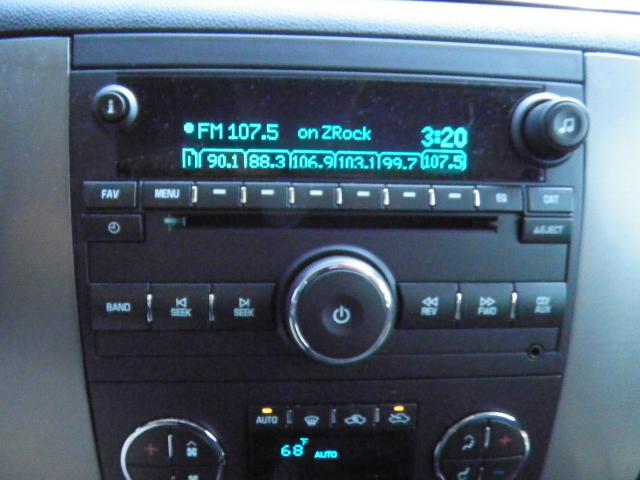 FM 107.5 on ZRock 3:20
1 90.1 88.3 106.9 103.1 99.7 107.5
FAV MENU EQ CAT
EJECT
BAND SEEK SEEK REV FWD CD/AUX
AUTO
68°F AUTO